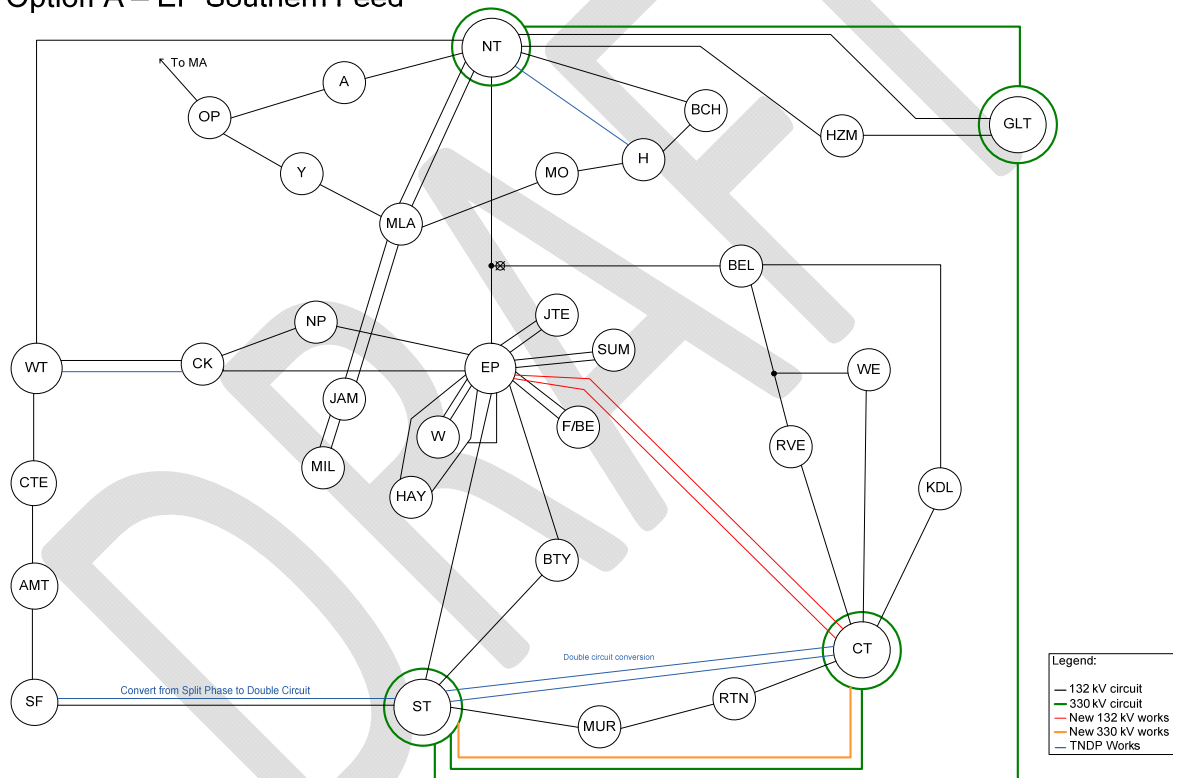 Option A – EP Southern Feed
NT
To MA
A
OP
BCH
GLT
HZM
H
Y
MO
MLA
BEL
NP
JTE
SUM
WT
CK
EP
WE
JAM
F/BE
W
RVE
MIL
CTE
HAY
KDL
BTY
AMT
CT
Double circuit conversion
Legend:
132 kV circuit
330 kV circuit
New 132 kV works
New 330 kV works
TNDP Works
Convert from Split Phase to Double Circuit
SF
ST
RTN
MUR
DRAFT